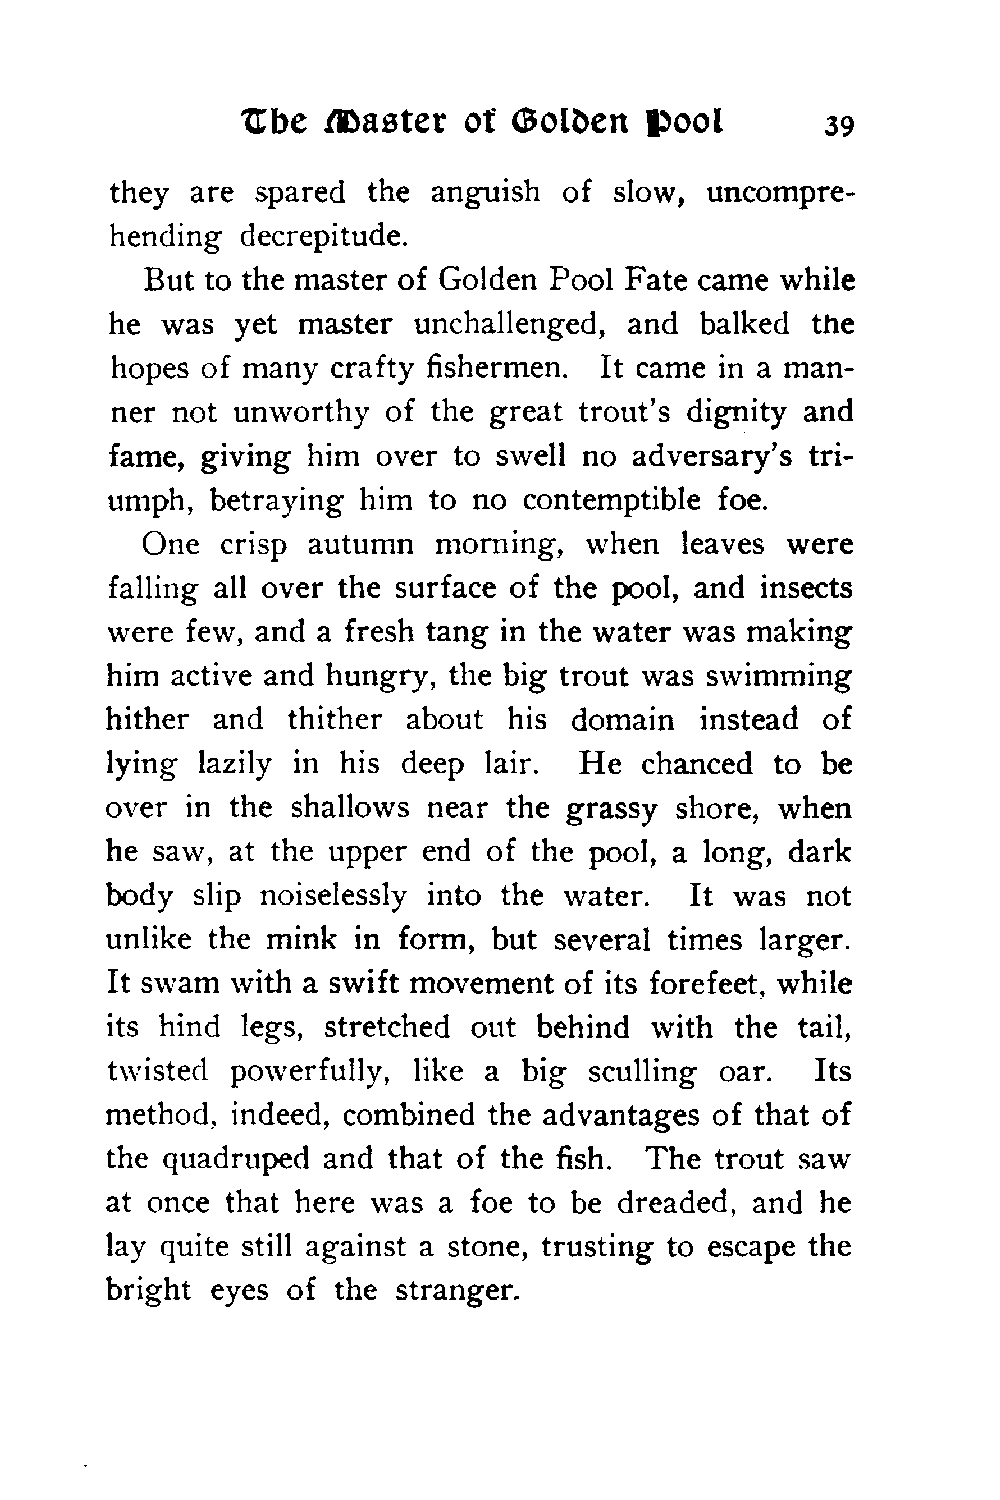 The Master of Golden Pool 39
they are spared the anguish of slow, uncompre-
hending decrepitude.
But to the master of Golden Pool Fate came while
he was yet master unchallenged, and balked the
hopes of many crafty fishermen. It came in a man-
ner not unworthy of the great trout's dignity and
fame, giving him over to swell no adversary's tri-
umph, betraying him to no contemptible foe.
One crisp autumn morning, when leaves were
falling all over the surface of the pool, and insects
were few, and a fresh tang in the water was making
him active and hungry, the big trout was swimming
hither and thither about his domain instead of
lying lazily in his deep lair. He chanced to be
over in the shallows near the grassy shore, when
he saw, at the upper end of the pool, a long, dark
body slip noiselessly into the water. It was not
unlike the mink in form, but several times larger.
It swam with a swift movement of its forefeet, while
its hind legs, stretched out behind with the tail,
twisted powerfully, like a big sculling oar. Its
method, indeed, combined the advantages of that of
the quadruped and that of the fish. The trout saw
at once that here was a foe to be dreaded, and he
lay quite still against a stone, trusting to escape the
bright eyes of the stranger.